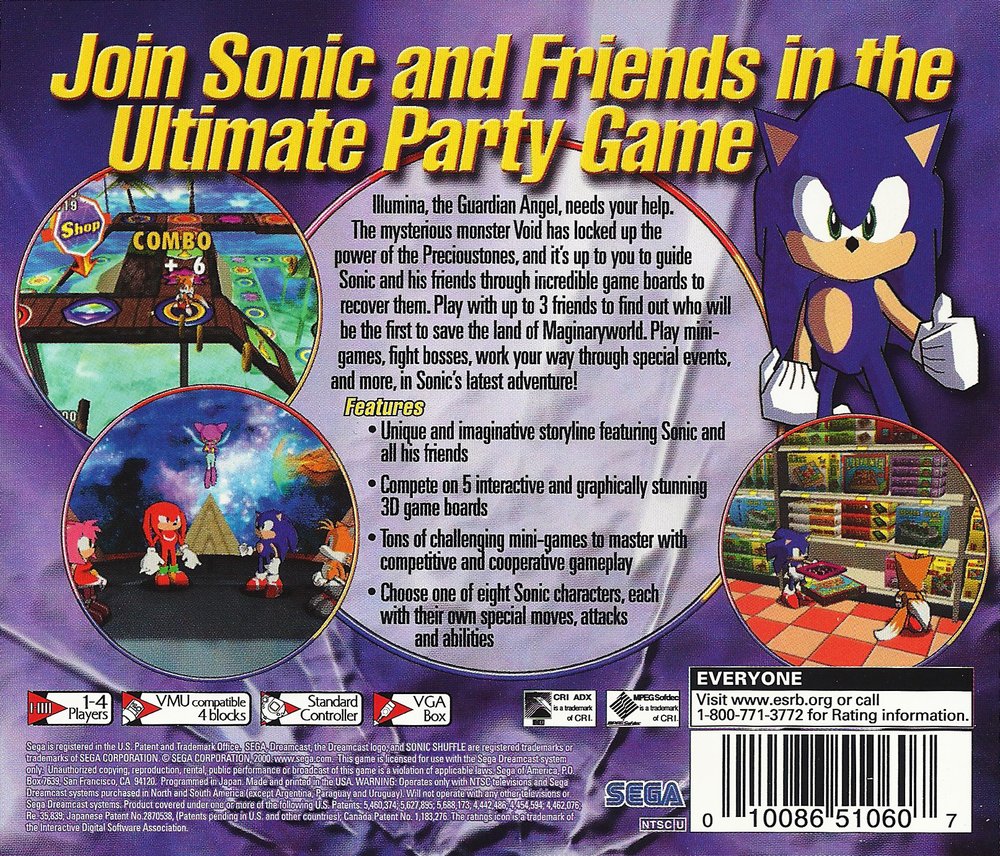 Join Sonic and Friends in the
Ultimate Party Game
19
Shop
COMBO
+ 6
00
Illumina, the Guardian Angel, needs your help.
The mysterious monster Void has locked up the
power of the Precioustones, and it's up to you to guide
Sonic and his friends through incredible game boards to
recover them. Play with up to 3 friends to find out who will
be the first to save the land of Maginaryworld. Play mini-
games, fight bosses, work your way through special events,
and more, in Sonic's latest adventure!
Features
• Unique and imaginative storyline featuring Sonic and
all his friends
• Compete on 5 interactive and graphically stunning
3D game boards
• Tons of challenging mini-games to master with
competitive and cooperative gameplay
• Choose one of eight Sonic characters, each
with their own special moves, attacks
and abilities
1-4
Players
VMU compatible
4 blocks
Standard
Controller
VGA
Box
CRI ADX
is a trademark
of CRI.
MPEG Sofdec
is a trademark
of CRI.
EVERYONE
Visit www.esrb.org or call
1-800-771-3772 for Rating information.
Sega is registered in the U.S. Patent and Trademark Office. SEGA, Dreamcast, the Dreamcast logo, and SONIC SHUFFLE are registered trademarks or
trademarks of SEGA CORPORATION. © SEGA CORPORATION, 2000. www.sega.com. This game is licensed for use with the Sega Dreamcast system
only. Unauthorized copying, reproduction, rental, public performance or broadcast of this game is a violation of applicable laws. Sega of America, P.O.
Box 7639, San Francisco, CA 94120. Programmed in Japan. Made and printed in USA. WARNING: Operates only with NTSC televisions and Sega
Dreamcast systems purchased in North and South America (except Argentina, Paraguay and Uruguay). Will not operate with any other televisions or
Sega Dreamcast systems. Product covered under one or more of the following U.S. Patents: 5,460,374; 5,627,895; 5,688,173; 4,442,486; 4,454,594; 4,462,076;
Re. 35,839; Japanese Patent No. 2870538, (Patents pending in U.S. and other countries); Canada Patent No. 1,183,276. The ratings icon is a trademark of
the Interactive Digital Software Association.
SEGA
NTSC U
0 10086 51060 7